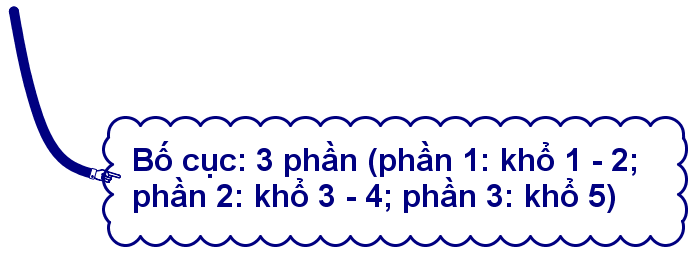 Bố cục: 3 phần (phần 1: khổ 1 - 2;
phần 2: khổ 3 - 4; phần 3: khổ 5)